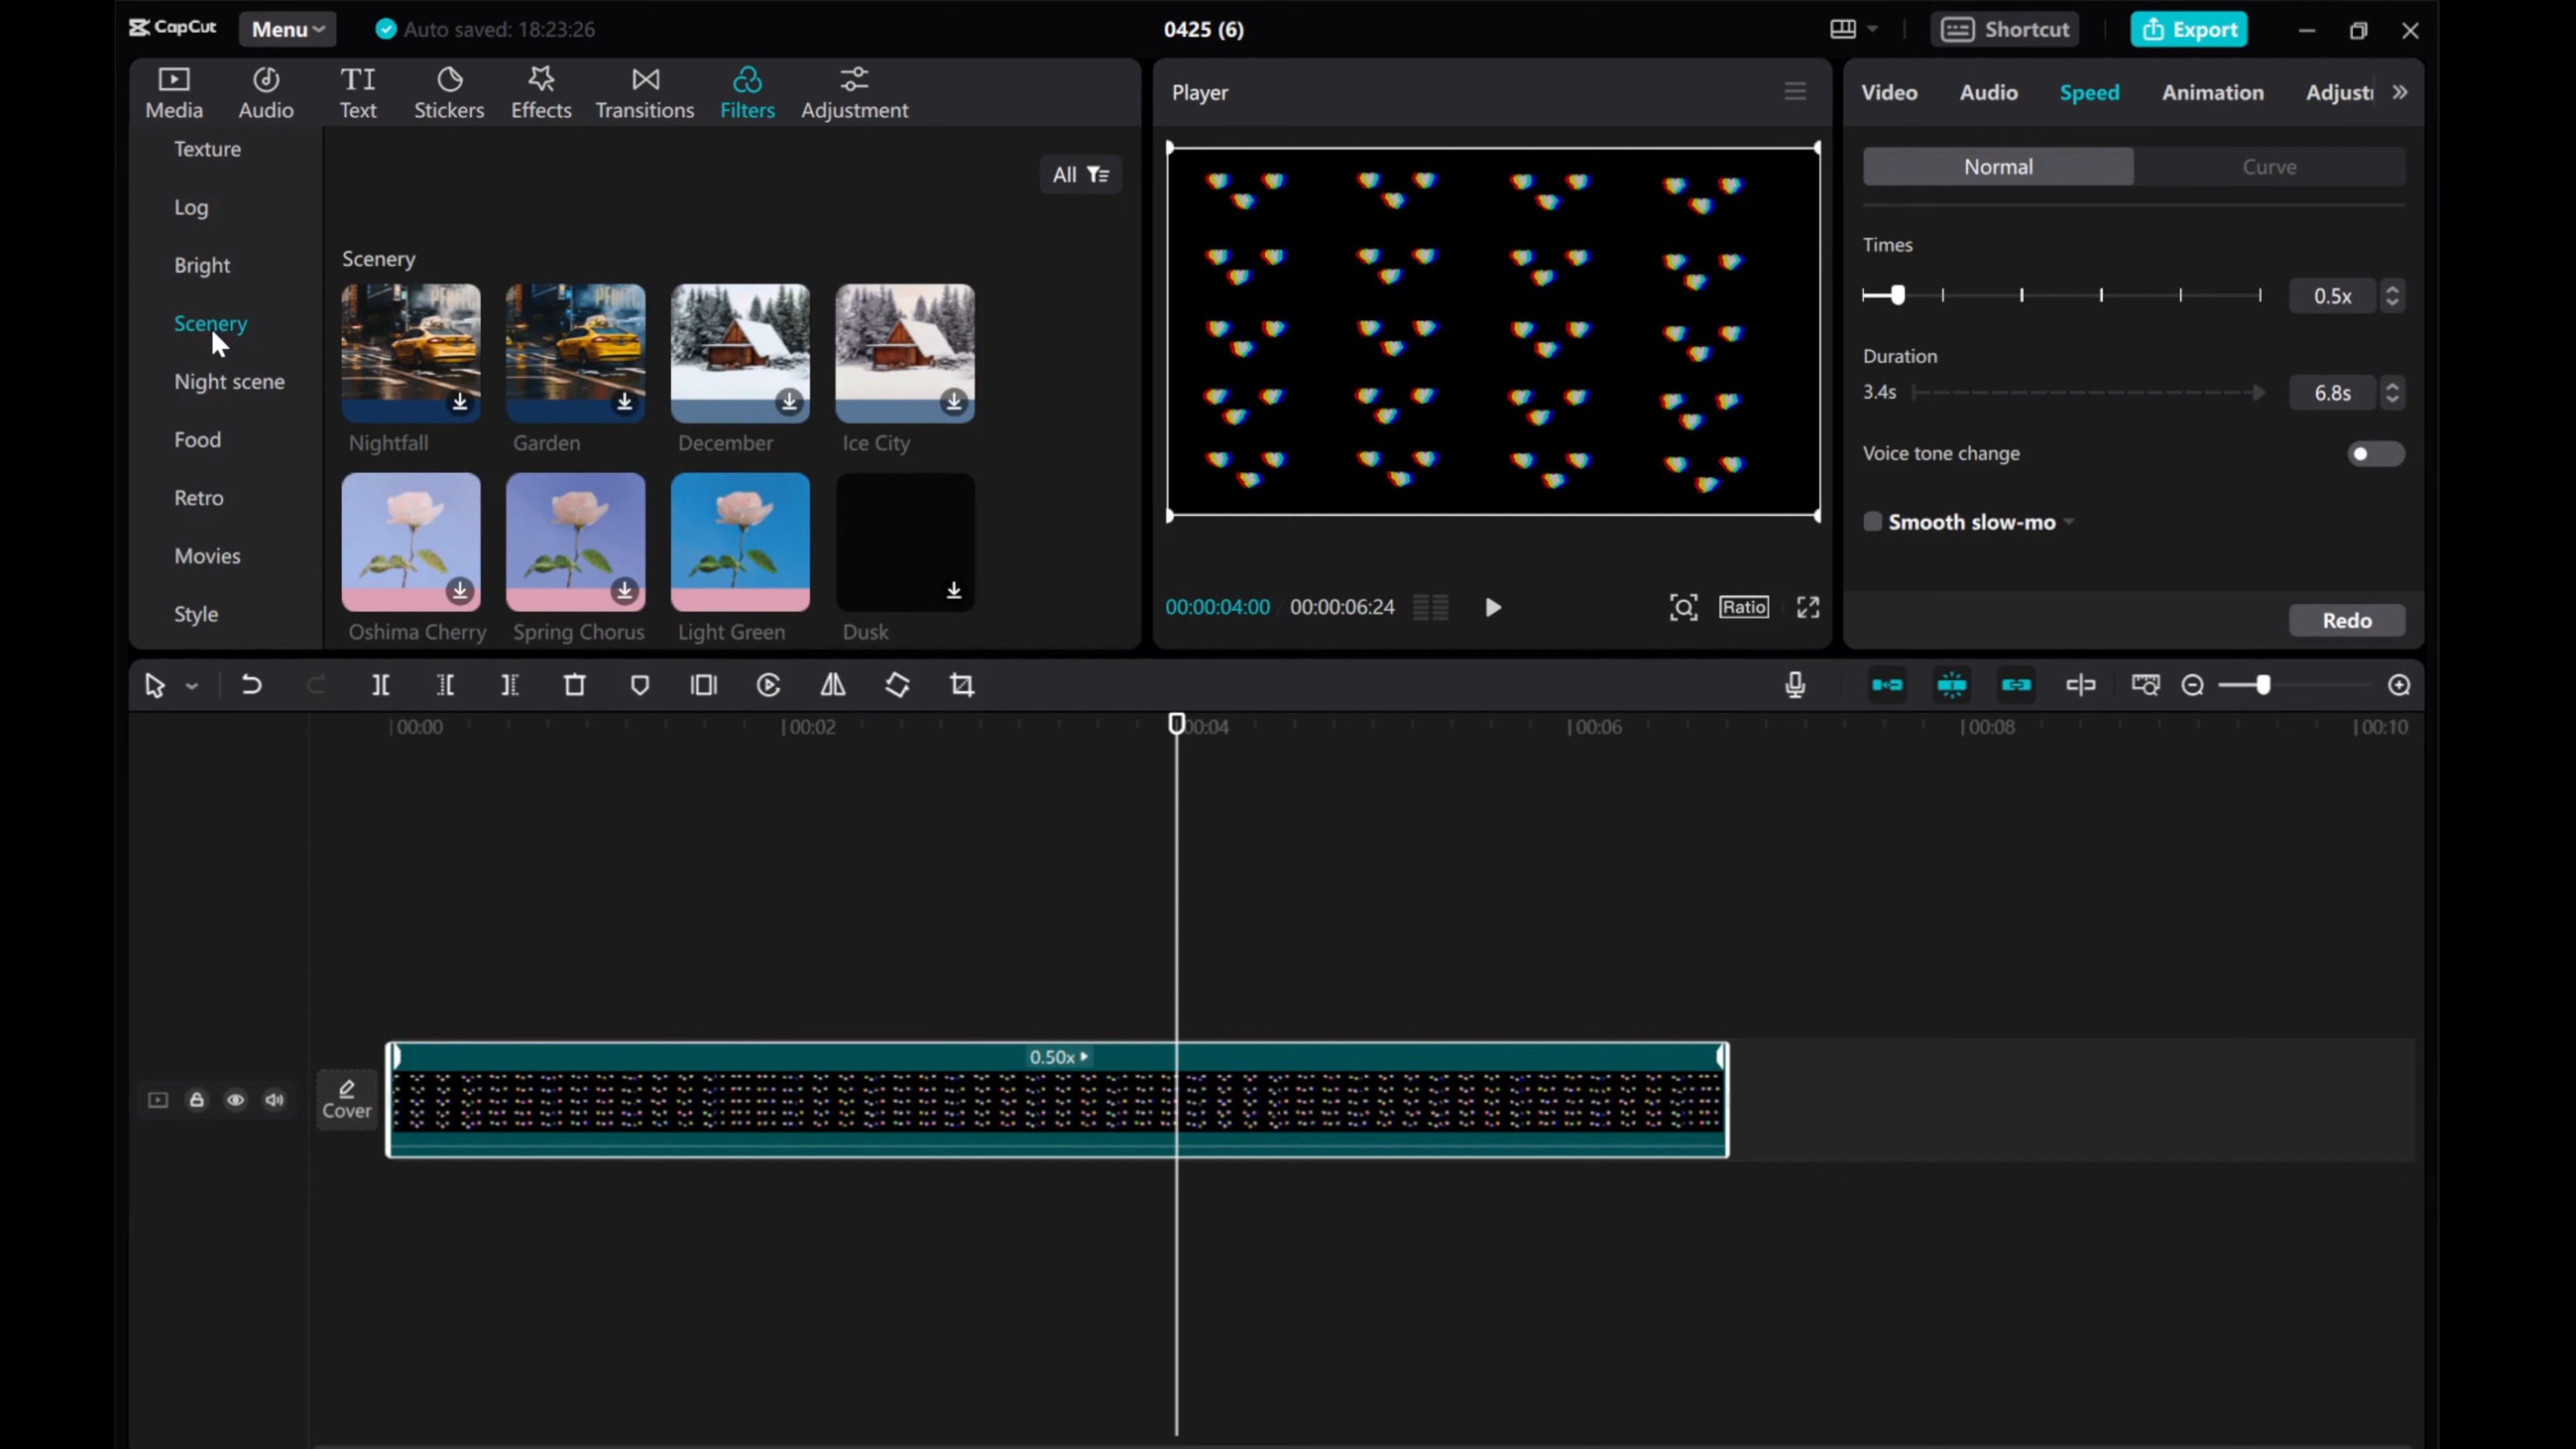 CapCut
Menu
Auto saved: 18:23:26
0425 (6)
Shortcut
Export
Media
Audio
TI
Text
Stickers
Effects
Transitions
Filters
Adjustment
Texture
Log
Bright
Scenery
Night scene
Food
Retro
Movies
Style
All
Scenery
Nightfall
Garden
December
Ice City
Oshima Cherry
Spring Chorus
Light Green
Dusk
Player
00:00:04:00
00:00:06:24
Ratio
Video
Audio
Speed
Animation
Adjust
Normal
Curve
Times
0.5x
Duration
3.4s
6.8s
Voice tone change
Smooth slow-mo
Redo
00:00
00:02
00:04
00:06
00:08
00:10
Cover
0.50x